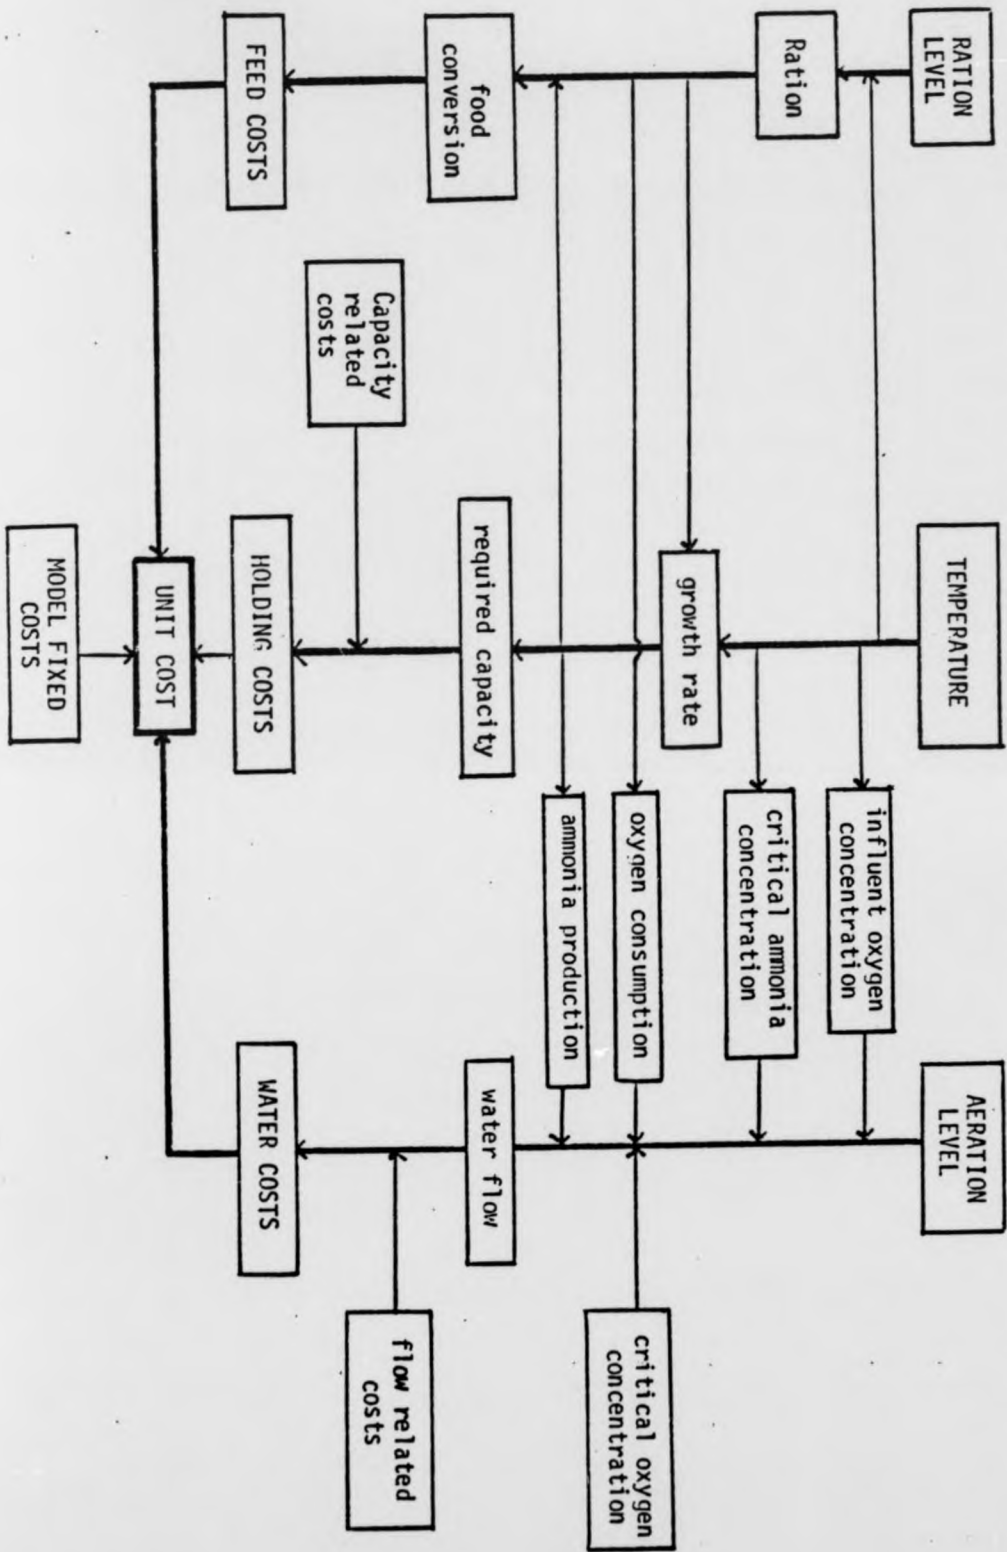 RATION
LEVEL
TEMPERATURE
AERATION
LEVEL
Ration
influent oxygen
concentration
critical ammonia
concentration
growth rate
oxygen consumption
critical oxygen
concentration
ammonia production
food
conversion
required capacity
water flow
Capacity
related
costs
flow related
costs
FEED COSTS
HOLDING COSTS
WATER COSTS
UNIT COST
MODEL FIXED
COSTS